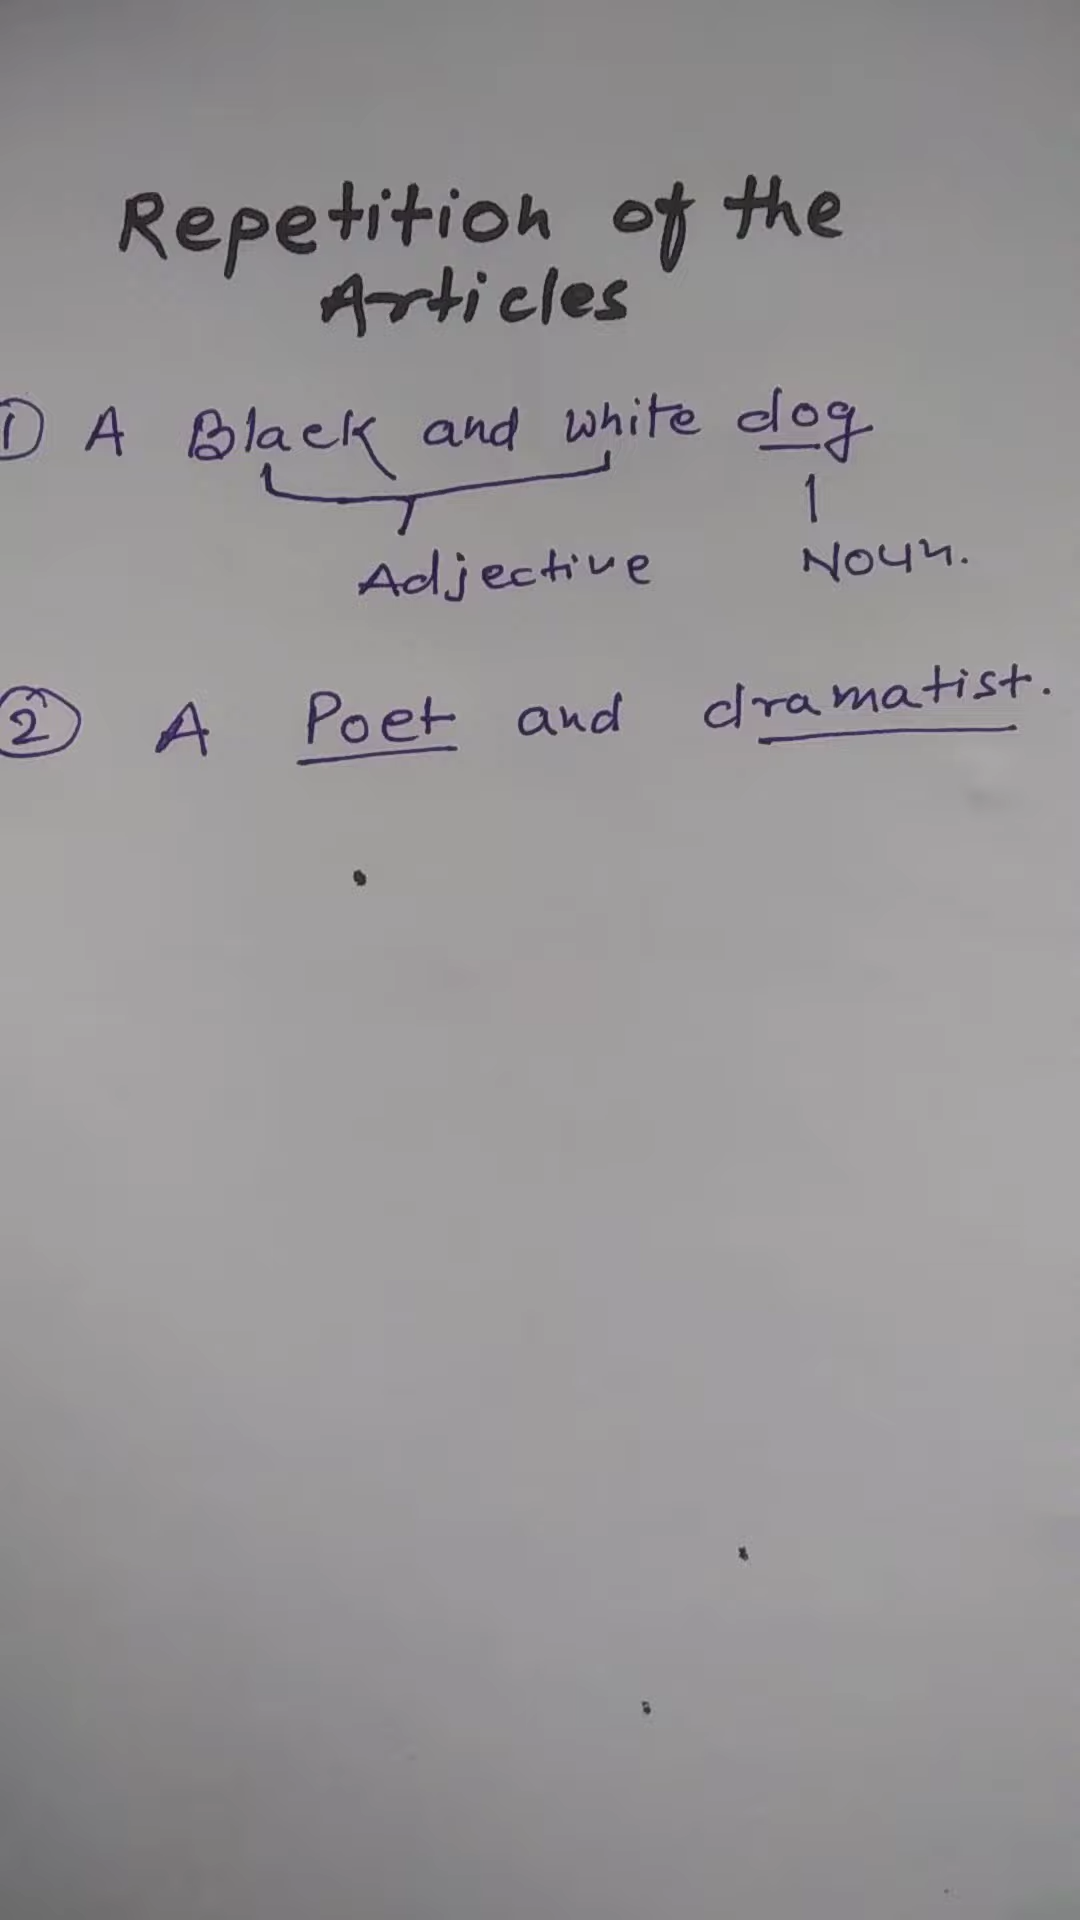 Repetition of the
Articles
① A Black and white dog
Adjective Noun.
② A Poet and dramatist.